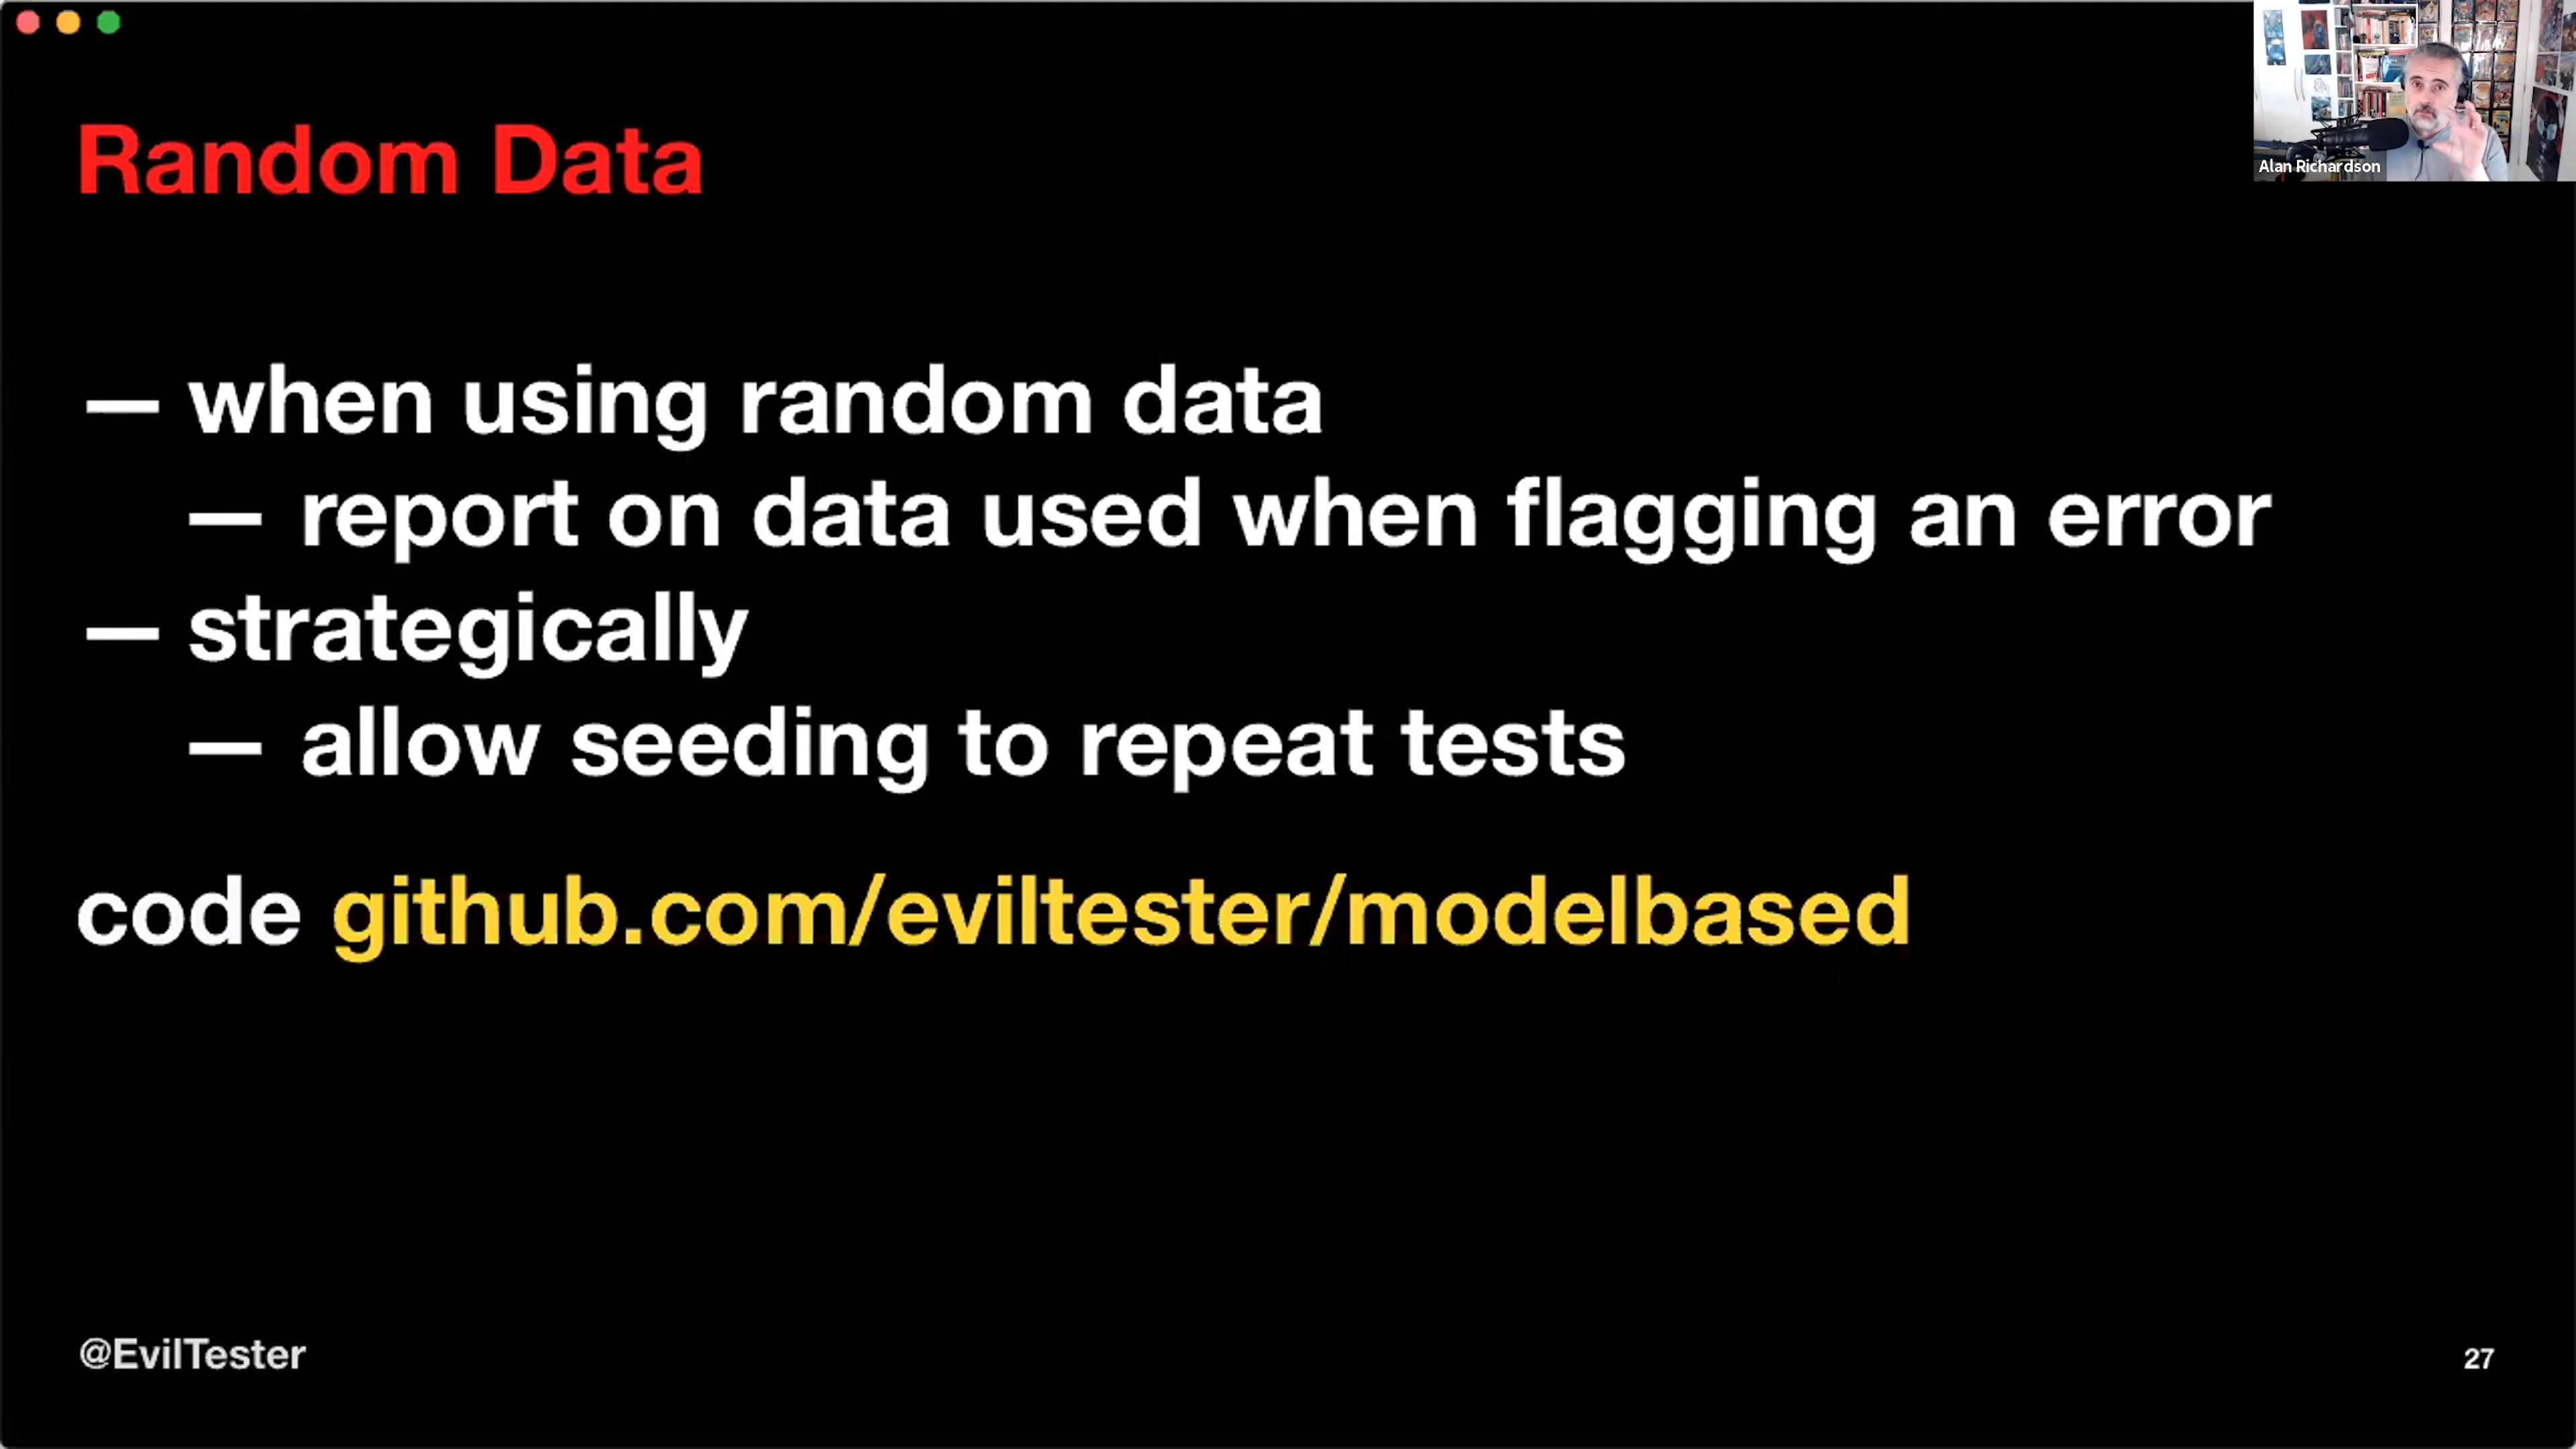 Alan Richardson
Random Data
— when using random data
— report on data used when flagging an error
— strategically
— allow seeding to repeat tests
code github.com/eviltester/modelbased
@EvilTester
27